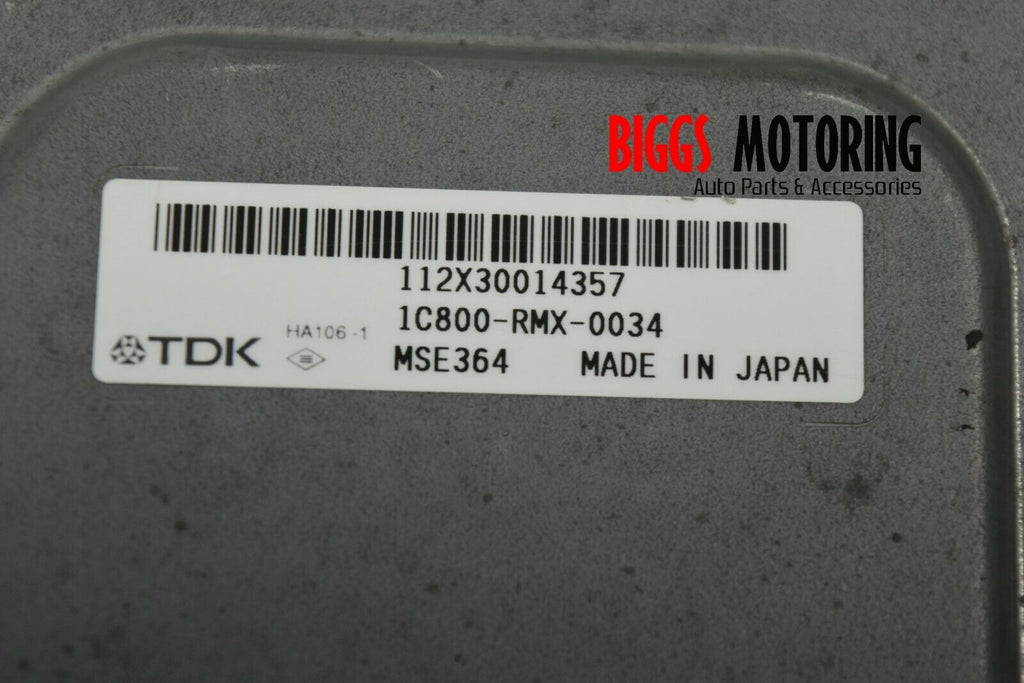 BIGGS MOTORING
Auto Parts & Accessories
112X30014357
1C800-RMX-0034
HA106-1
TDK
MSE364 MADE IN JAPAN